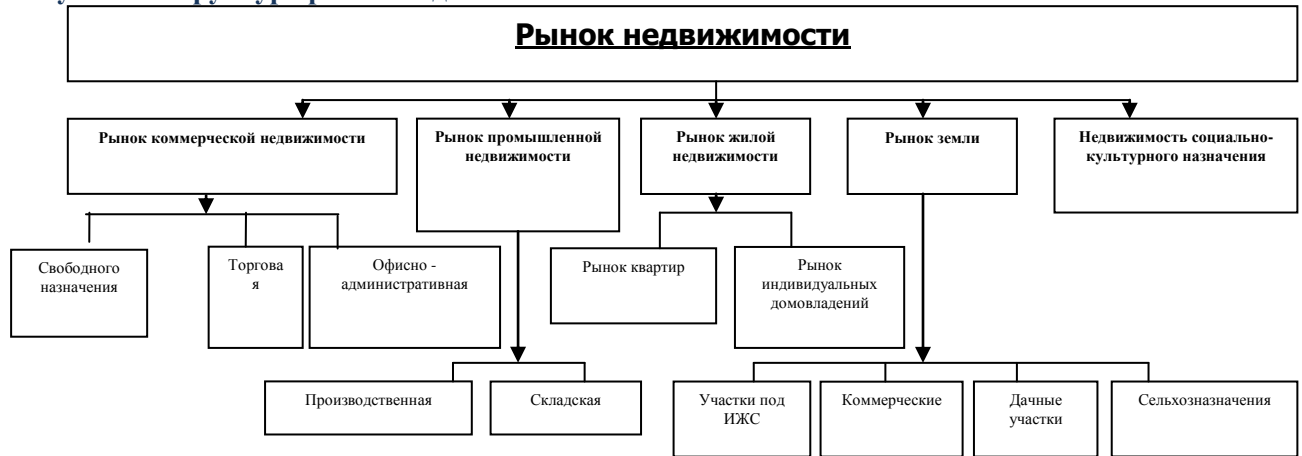 Рынок недвижимости
Рынок коммерческой недвижимости
Рынок промышленной
недвижимости
Рынок жилой
недвижимости
Рынок земли
Недвижимость социально-
культурного назначения
Свободного
назначения
Торгова
я
Офисно -
административная
Рынок квартир
Рынок
индивидуальных
домовладений
Производственная
Складская
Участки под
ИЖС
Коммерческие
Дачные
участки
Сельхозназначения